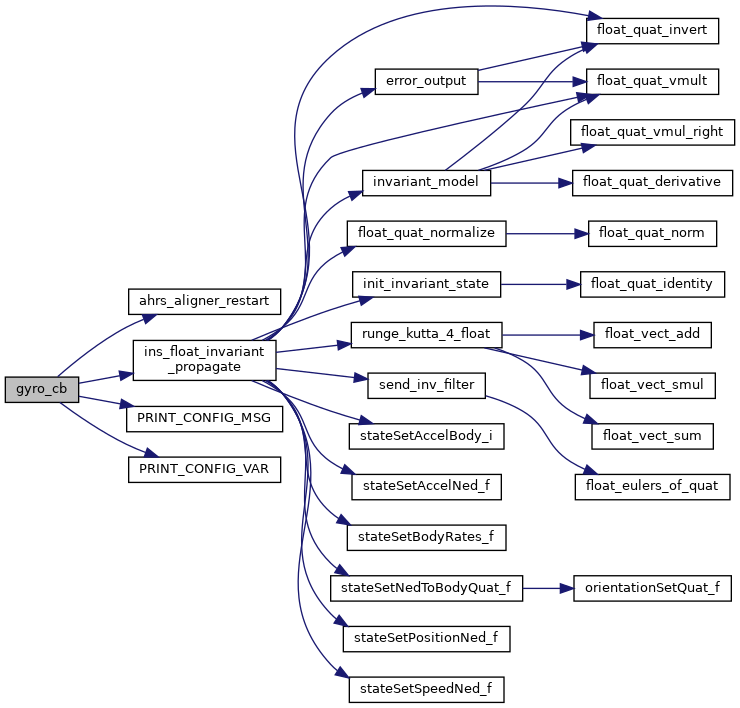 gyro_cb
ahrs_aligner_restart
ins_float_invariant
_propagate
PRINT_CONFIG_MSG
PRINT_CONFIG_VAR
error_output
invariant_model
float_quat_normalize
init_invariant_state
runge_kutta_4_float
send_inv_filter
stateSetAccelBody_i
stateSetAccelNed_f
stateSetBodyRates_f
stateSetNedToBodyQuat_f
stateSetPositionNed_f
stateSetSpeedNed_f
float_quat_invert
float_quat_vmult
float_quat_vmul_right
float_quat_derivative
float_quat_norm
float_quat_identity
float_vect_add
float_vect_smul
float_vect_sum
float_eulers_of_quat
orientationSetQuat_f